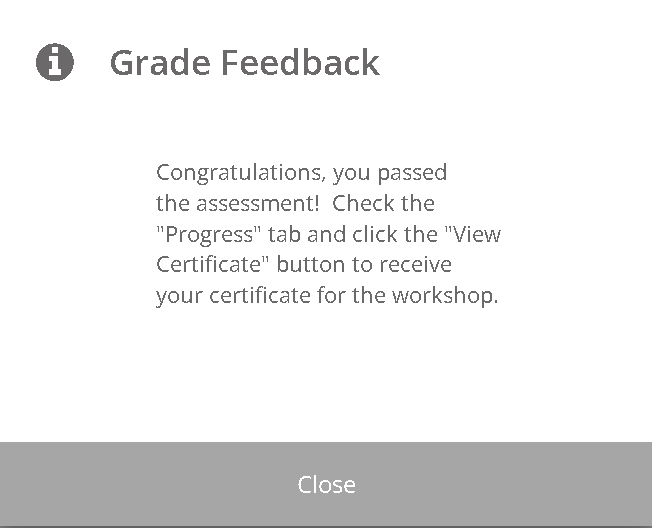 Grade Feedback
Congratulations, you passed
the assessment!  Check the
"Progress" tab and click the "View
Certificate" button to receive
your certificate for the workshop.
Close